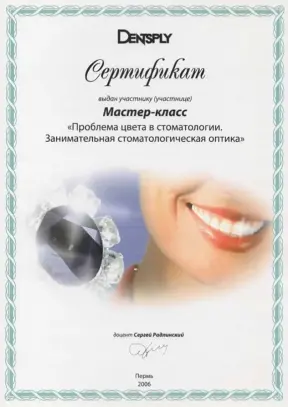 DENTSPLY
Сертификат
выдан участнику (участнице)
Мастер-класс
«Проблема цвета в стоматологии.
Занимательная стоматологическая оптика»
доцент Сергей Радлинский
Пермь
2006